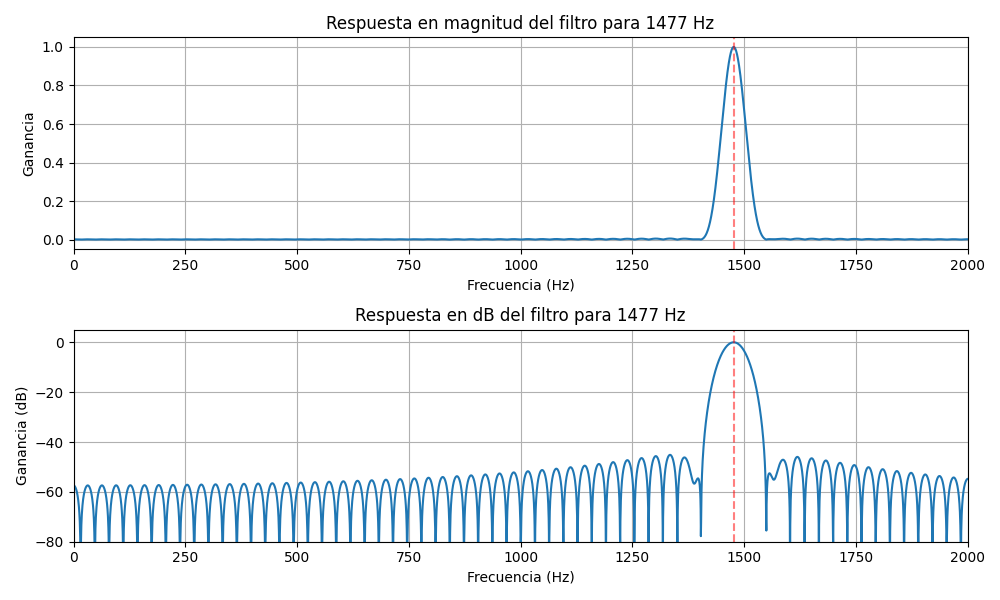 Respuesta en magnitud del filtro para 1477 Hz
1.0
0.8
0.6
0.4
0.2
0.0
Ganancia
0 250 500 750 1000 1250 1500 1750 2000
Frecuencia (Hz)
Respuesta en dB del filtro para 1477 Hz
0
−20
−40
−60
−80
Ganancia (dB)
0 250 500 750 1000 1250 1500 1750 2000
Frecuencia (Hz)